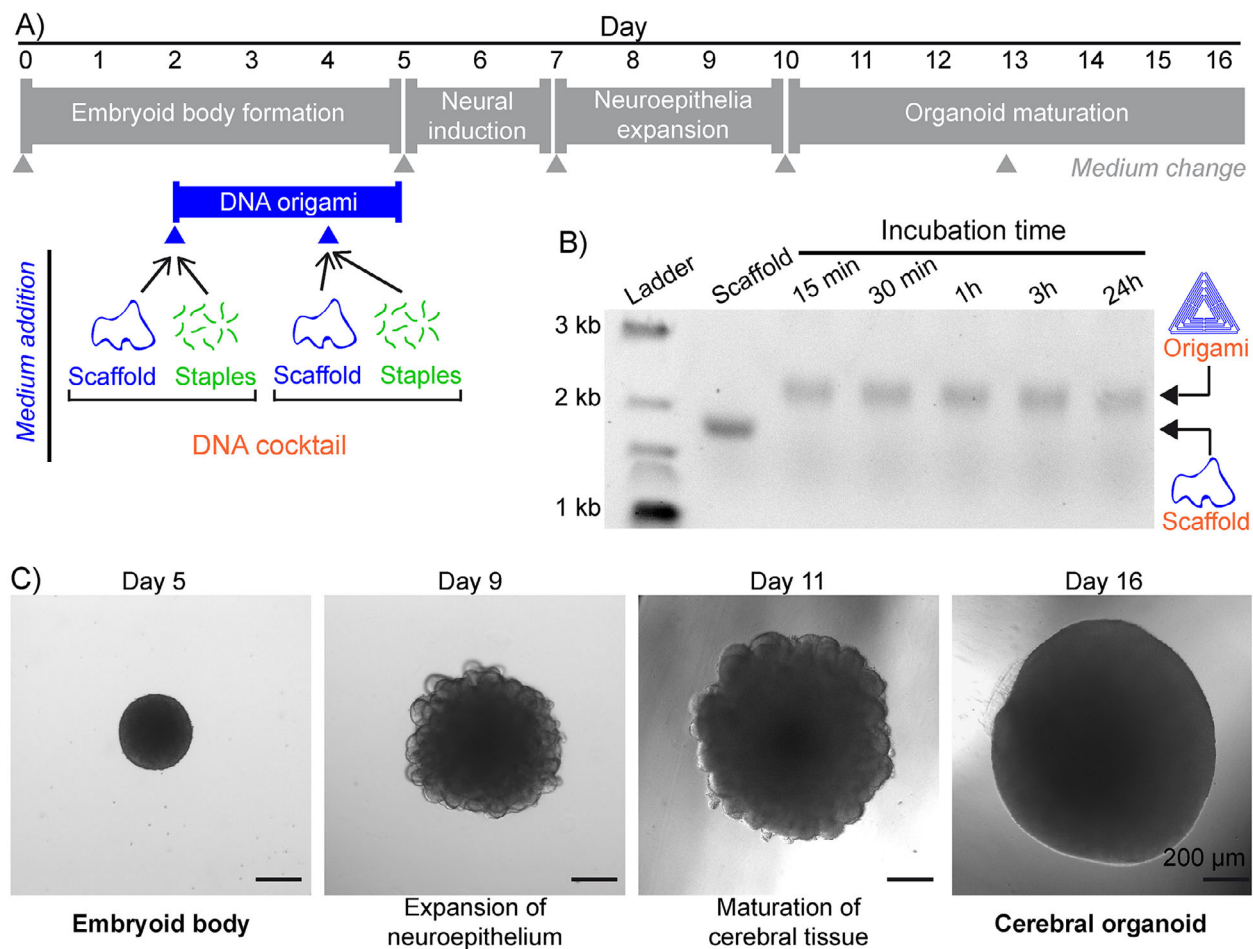 A)
Day
0 1 2 3 4 5 6 7 8 9 10 11 12 13 14 15 16
Embryoid body formation
Neural
induction
Neuroepithelia
expansion
Organoid maturation
Medium change
DNA origami
Medium addition
Scaffold Staples Scaffold Staples
DNA cocktail
B)
Incubation time
Ladder Scaffold 15 min 30 min 1h 3h 24h
3 kb
2 kb
1 kb
Origami
Scaffold
C)
Day 5 Day 9 Day 11 Day 16
200 µm
Embryoid body
Expansion of
neuroepithelium
Maturation of
cerebral tissue
Cerebral organoid